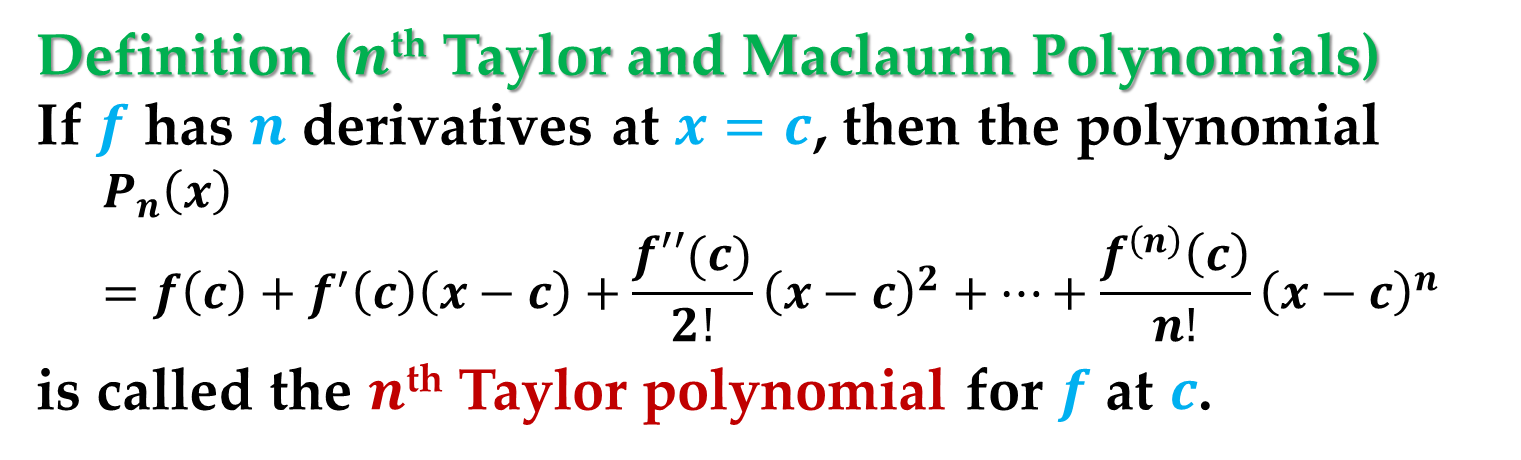 Definition (nᵗʰ Taylor and Maclaurin Polynomials)
If f has n derivatives at x = c, then the polynomial
Pₙ(x)
= f(c) + f′(c)(x − c) + f″(c)/2! (x − c)² + ⋯ + f⁽ⁿ⁾(c)/n! (x − c)ⁿ
is called the nᵗʰ Taylor polynomial for f at c.